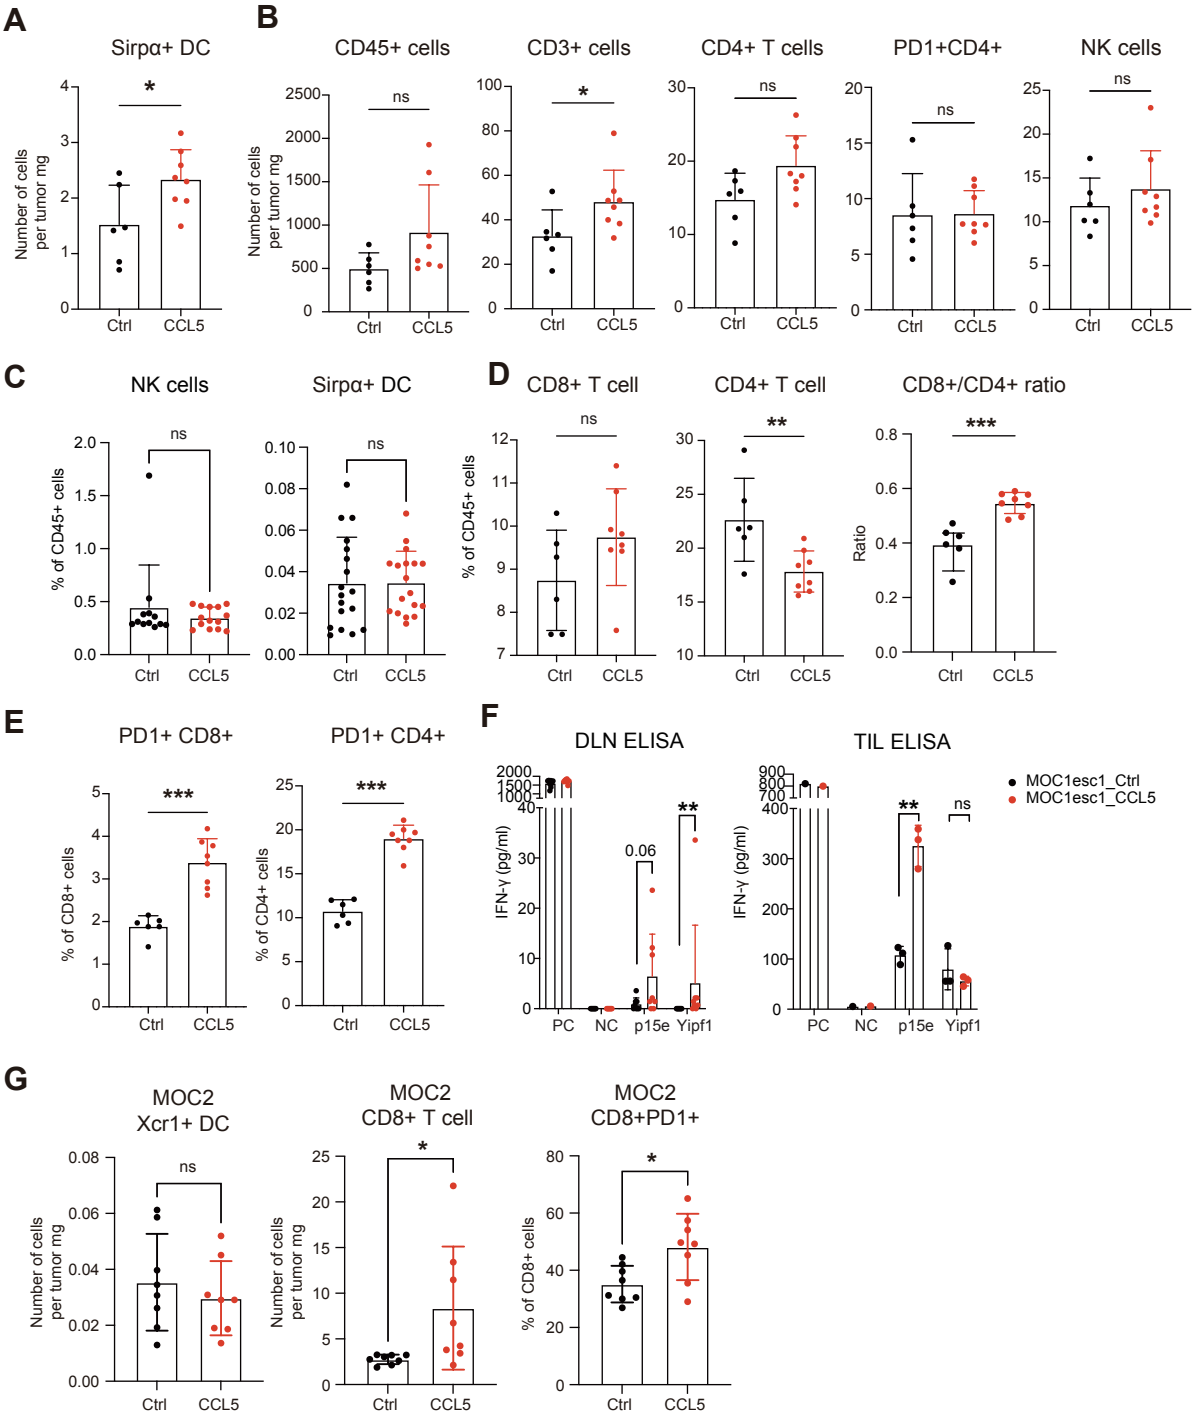 A
Sirpα+ DC
Number of cells
per tumor mg
4
3
2
1
0
*
Ctrl
CCL5
B
CD45+ cells
Number of cells
per tumor mg
2500
2000
1500
1000
500
0
ns
Ctrl
CCL5
CD3+ cells
100
80
60
40
20
0
*
Ctrl
CCL5
CD4+ T cells
30
20
10
0
ns
Ctrl
CCL5
PD1+CD4+
20
15
10
5
0
ns
Ctrl
CCL5
NK cells
25
20
15
10
5
0
ns
Ctrl
CCL5
C
NK cells
% of CD45+ cells
2.0
1.5
1.0
0.5
0.0
ns
Ctrl
CCL5
Sirpα+ DC
0.10
0.08
0.06
0.04
0.02
0.00
ns
Ctrl
CCL5
D
CD8+ T cell
% of CD45+ cells
12
11
10
9
8
7
ns
Ctrl
CCL5
CD4+ T cell
30
25
20
15
10
**
Ctrl
CCL5
CD8+/CD4+ ratio
Ratio
0.8
0.6
0.4
0.2
0.0
***
Ctrl
CCL5
E
PD1+ CD8+
% of CD8+ cells
5
4
3
2
1
0
***
Ctrl
CCL5
PD1+ CD4+
% of CD4+ cells
25
20
15
10
5
0
***
Ctrl
CCL5
F
DLN ELISA
IFN-γ (pg/ml)
2000
1500
1000
40
30
20
10
0
0.06
**
PC
NC
p15e
Yipf1
TIL ELISA
IFN-γ (pg/ml)
900
800
700
400
300
200
100
0
**
ns
PC
NC
p15e
Yipf1
MOC1esc1_Ctrl
MOC1esc1_CCL5
G
MOC2
Xcr1+ DC
Number of cells
per tumor mg
0.08
0.06
0.04
0.02
0.00
ns
Ctrl
CCL5
MOC2
CD8+ T cell
Number of cells
per tumor mg
25
20
15
10
5
0
*
Ctrl
CCL5
MOC2
CD8+PD1+
% of CD8+ cells
80
60
40
20
0
*
Ctrl
CCL5